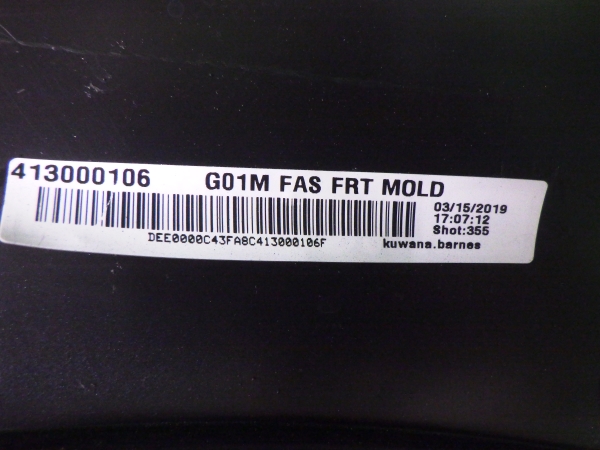 413000106 G01M FAS FRT MOLD
03/15/2019
17:07:12
Shot:355
DEE0000C43FA8C413000106F
kuwana.barnes